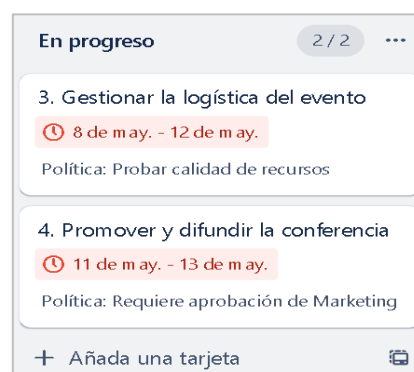 En progreso 2 / 2
3. Gestionar la logística del evento
8 de may. - 12 de may.
Política: Probar calidad de recursos
4. Promover y difundir la conferencia
11 de may. - 13 de may.
Política: Requiere aprobación de Marketing
+ Añada una tarjeta